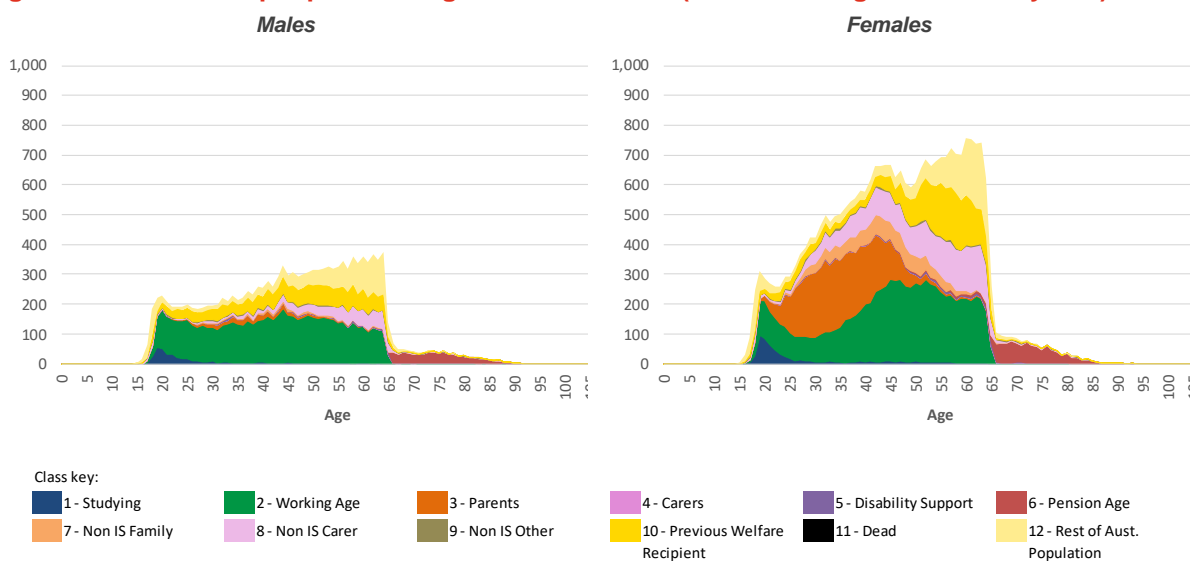 Males
Females
1,000
900
800
700
600
500
400
300
200
100
0
0 5 10 15 20 25 30 35 40 45 50 55 60 65 70 75 80 85 90 95 100
Age
1,000
900
800
700
600
500
400
300
200
100
0
0 5 10 15 20 25 30 35 40 45 50 55 60 65 70 75 80 85 90 95 100
Age
Class key:
1 - Studying
2 - Working Age
3 - Parents
4 - Carers
5 - Disability Support
6 - Pension Age
7 - Non IS Family
8 - Non IS Carer
9 - Non IS Other
10 - Previous Welfare
Recipient
11 - Dead
12 - Rest of Aust.
Population